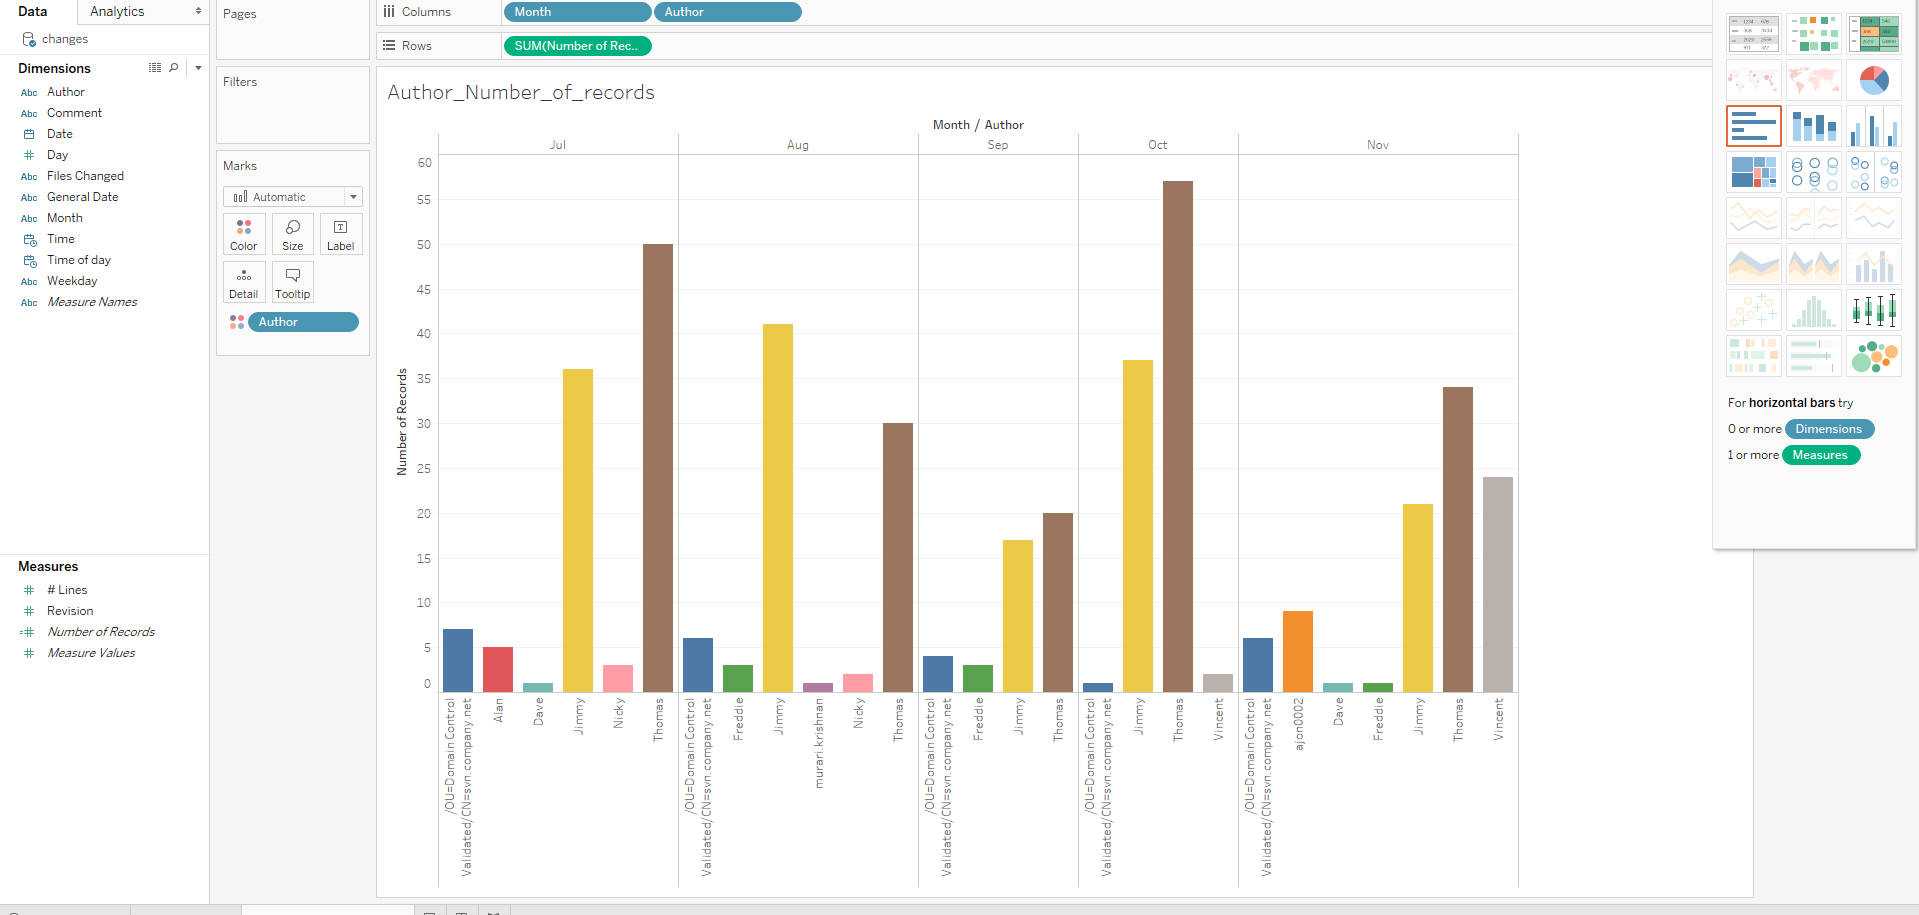 Data
Analytics
changes
Dimensions
Abc Author
Abc Comment
Date
Day
Abc Files Changed
Abc General Date
Abc Month
Time
Time of day
Abc Weekday
Abc Measure Names
Measures
# Lines
Revision
Number of Records
Measure Values
Pages
Filters
Marks
Automatic
Color
Size
Label
Detail
Tooltip
Author
Columns
Month
Author
Rows
SUM(Number of Rec..
Author_Number_of_records
Month / Author
Jul
Aug
Sep
Oct
Nov
Number of Records
60
55
50
45
40
35
30
25
20
15
10
5
0
/OU=Domain Control
Validated/CN=svn.company.net
Alan
Dave
Jimmy
Nicky
Thomas
/OU=Domain Control
Validated/CN=svn.company.net
Freddie
Jimmy
murari.krishnan
Nicky
Thomas
/OU=Domain Control
Validated/CN=svn.company.net
Freddie
Jimmy
Thomas
/OU=Domain Control
Validated/CN=svn.company.net
Jimmy
Thomas
Vincent
/OU=Domain Control
Validated/CN=svn.company.net
ajon0002
Dave
Freddie
Jimmy
Thomas
Vincent
For horizontal bars try
0 or more Dimensions
1 or more Measures